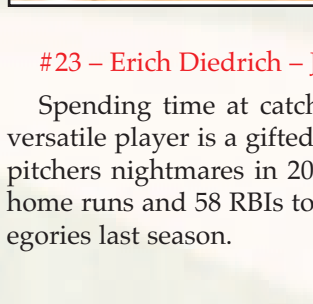 #23 – Erich Diedrich – J
Spending time at catch
versatile player is a gifted
pitchers nightmares in 20
home runs and 58 RBIs to
egories last season.